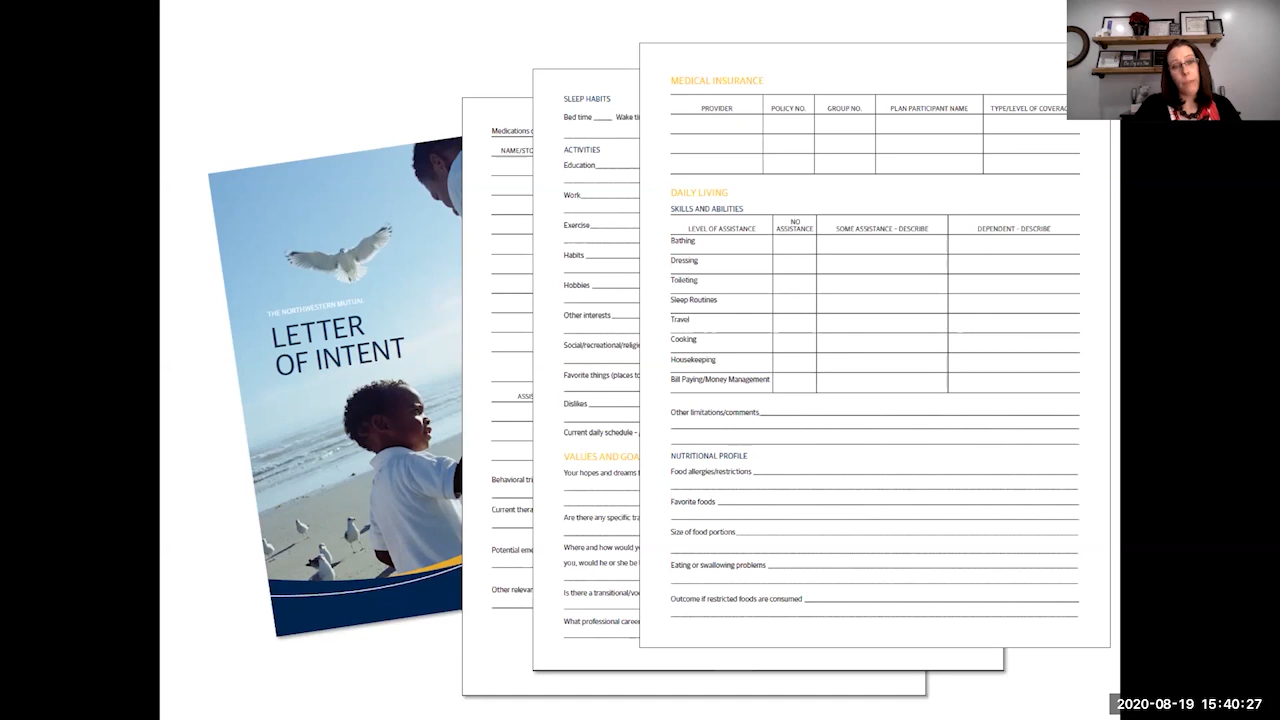 THE NORTHWESTERN MUTUAL
LETTER
OF INTENT
Medications
NAME/STO
ASSIS
Behavioral tri
Current thera
Potential emo
Other relevan
SLEEP HABITS
Bed time _____ Wake ti
ACTIVITIES
Education
Work
Exercise
Habits
Hobbies
Other interests
Social/recreational/religi
Favorite things (places to
Dislikes
Current daily schedule -
VALUES AND GOA
Your hopes and dreams f
Are there any specific tra
Where and how would yo
you, would he or she be
Is there a transitional/vo
What professional career
MEDICAL INSURANCE
PROVIDER POLICY NO. GROUP NO. PLAN PARTICIPANT NAME TYPE/LEVEL OF COVERAG
DAILY LIVING
SKILLS AND ABILITIES
LEVEL OF ASSISTANCE NO ASSISTANCE SOME ASSISTANCE - DESCRIBE DEPENDENT - DESCRIBE
Bathing
Dressing
Toileting
Sleep Routines
Travel
Cooking
Housekeeping
Bill Paying/Money Management
Other limitations/comments
NUTRITIONAL PROFILE
Food allergies/restrictions
Favorite foods
Size of food portions
Eating or swallowing problems
Outcome if restricted foods are consumed
2020-08-19 15:40:27